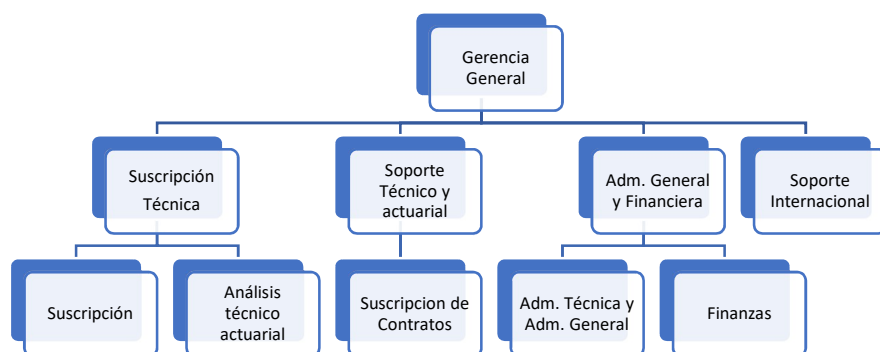 Gerencia
General
Suscripción
Técnica
Soporte
Técnico y
actuarial
Adm. General
y Financiera
Soporte
Internacional
Suscripción
Análisis
técnico
actuarial
Suscripcion de
Contratos
Adm. Técnica y
Adm. General
Finanzas